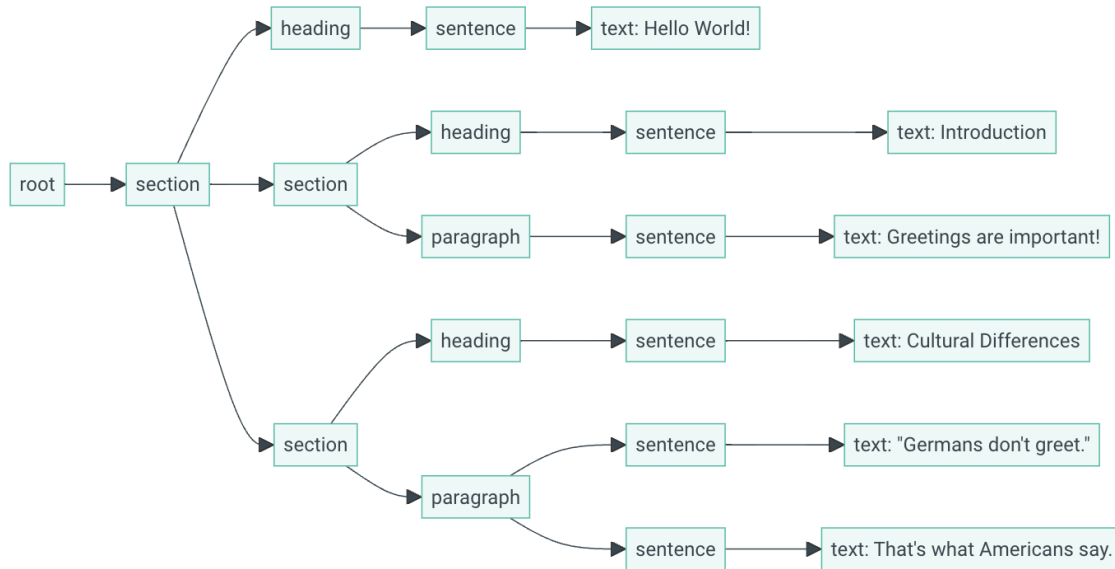 heading
sentence
text: Hello World!
heading
sentence
text: Introduction
root
section
section
paragraph
sentence
text: Greetings are important!
heading
sentence
text: Cultural Differences
section
sentence
text: "Germans don't greet."
paragraph
sentence
text: That's what Americans say.